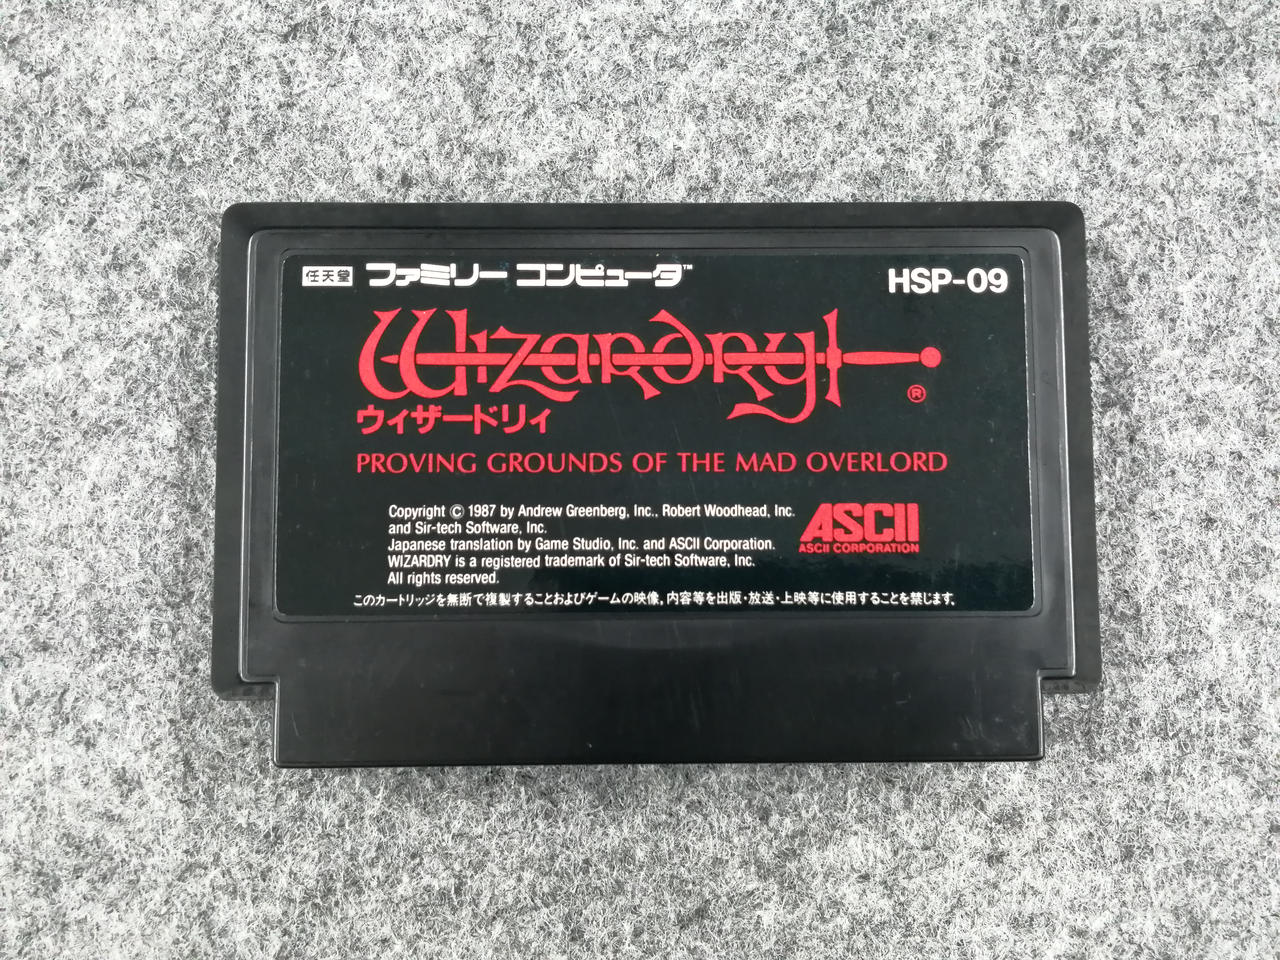 任天堂 ファミリー コンピュータ™ HSP-09
Wizardry
®
ウィザードリィ
PROVING GROUNDS OF THE MAD OVERLORD
Copyright © 1987 by Andrew Greenberg, Inc., Robert Woodhead, Inc.
and Sir-tech Software, Inc.
Japanese translation by Game Studio, Inc. and ASCII Corporation.
WIZARDRY is a registered trademark of Sir-tech Software, Inc.
All rights reserved.
ASCII
ASCII CORPORATION
このカートリッジを無断で複製することおよびゲームの映像，内容等を出版・放送・上映等に使用することを禁じます。